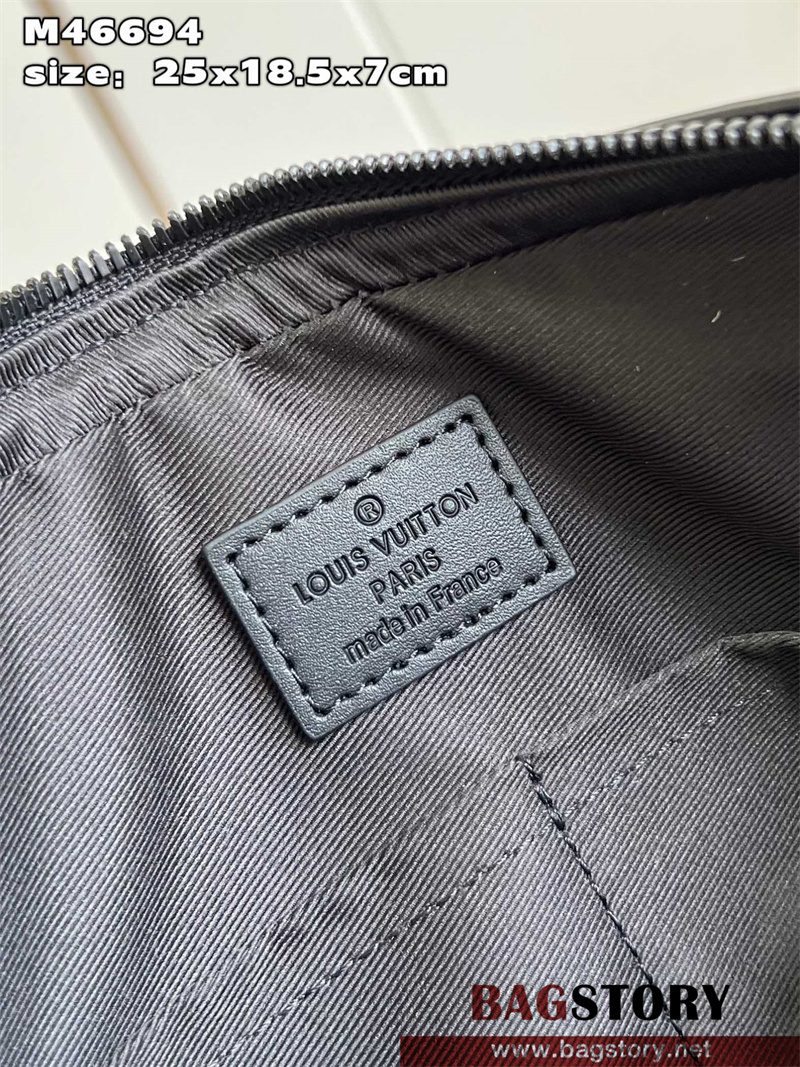 M46694
size: 25x18.5x7cm
®
LOUIS VUITTON
PARIS
made in France
BAGSTORY
www.bagstory.net